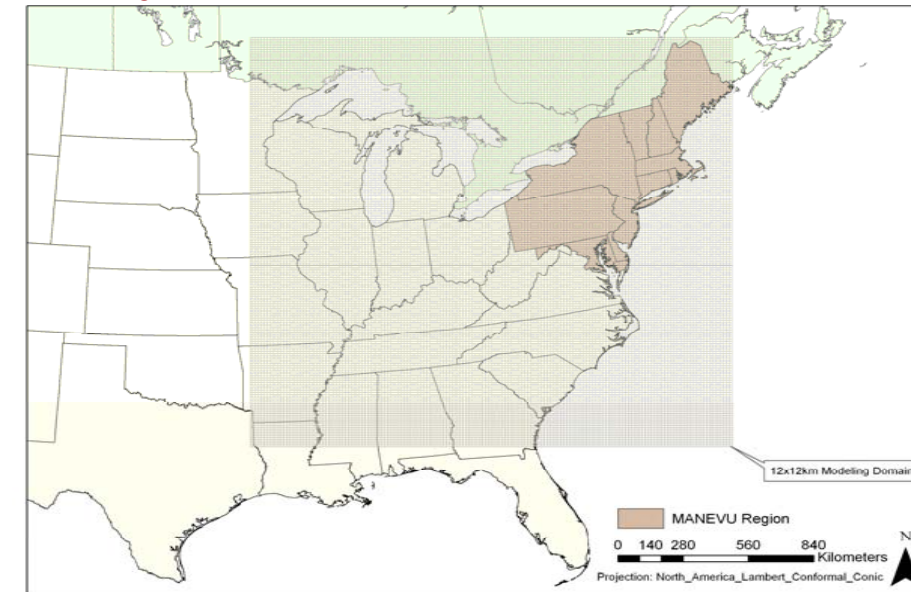 12x12km Modeling Domain
MANEVU Region
N
0 140 280 560 840
Kilometers
Projection: North_America_Lambert_Conformal_Conic